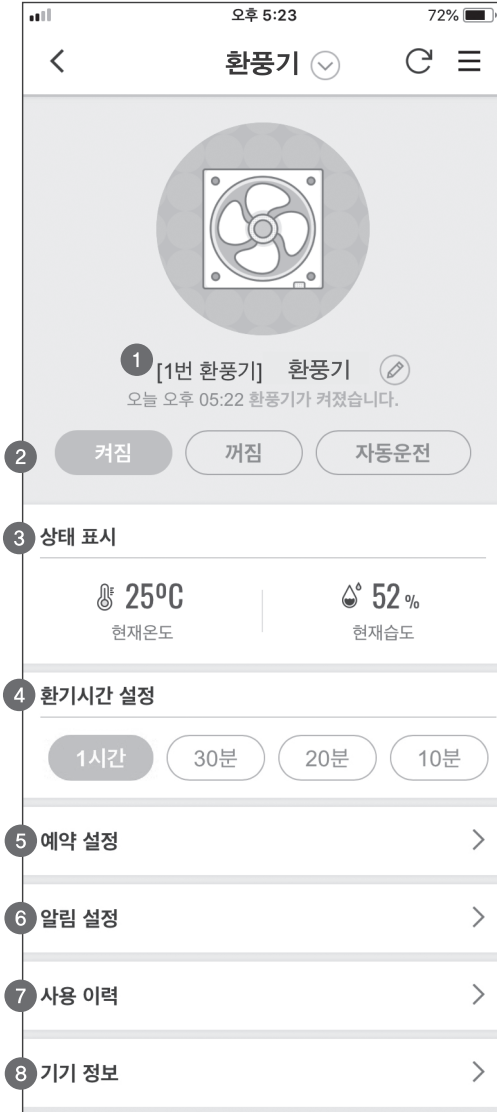 오후 5:23 72%
환풍기
1 [1번 환풍기] 환풍기
오늘 오후 05:22 환풍기가 켜졌습니다.
2 켜짐 꺼짐 자동운전
3 상태 표시
25ºC 52 %
현재온도 현재습도
4 환기시간 설정
1시간 30분 20분 10분
5 예약 설정
6 알림 설정
7 사용 이력
8 기기 정보